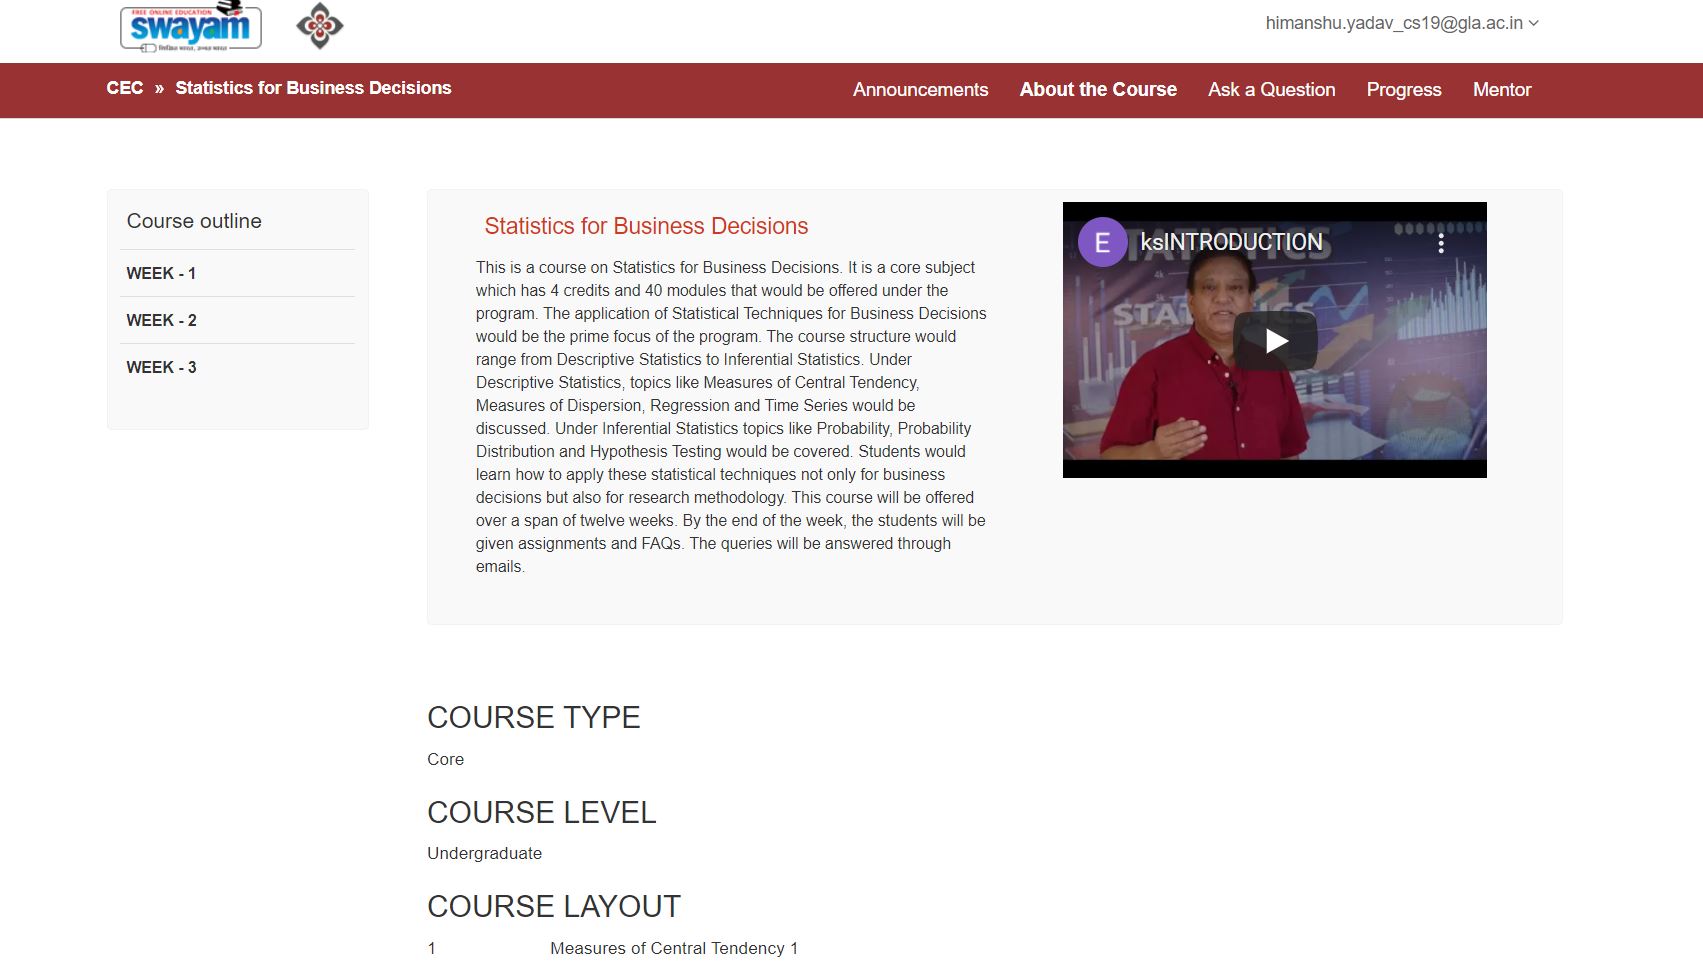 FREE ONLINE EDUCATION
swayam
himanshu.yadav_cs19@gla.ac.in
CEC » Statistics for Business Decisions
Announcements
About the Course
Ask a Question
Progress
Mentor
Course outline
WEEK - 1
WEEK - 2
WEEK - 3
Statistics for Business Decisions
This is a course on Statistics for Business Decisions. It is a core subject
which has 4 credits and 40 modules that would be offered under the
program. The application of Statistical Techniques for Business Decisions
would be the prime focus of the program. The course structure would
range from Descriptive Statistics to Inferential Statistics. Under
Descriptive Statistics, topics like Measures of Central Tendency,
Measures of Dispersion, Regression and Time Series would be
discussed. Under Inferential Statistics topics like Probability, Probability
Distribution and Hypothesis Testing would be covered. Students would
learn how to apply these statistical techniques not only for business
decisions but also for research methodology. This course will be offered
over a span of twelve weeks. By the end of the week, the students will be
given assignments and FAQs. The queries will be answered through
emails.
E ksINTRODUCTION
COURSE TYPE
Core
COURSE LEVEL
Undergraduate
COURSE LAYOUT
1 Measures of Central Tendency 1